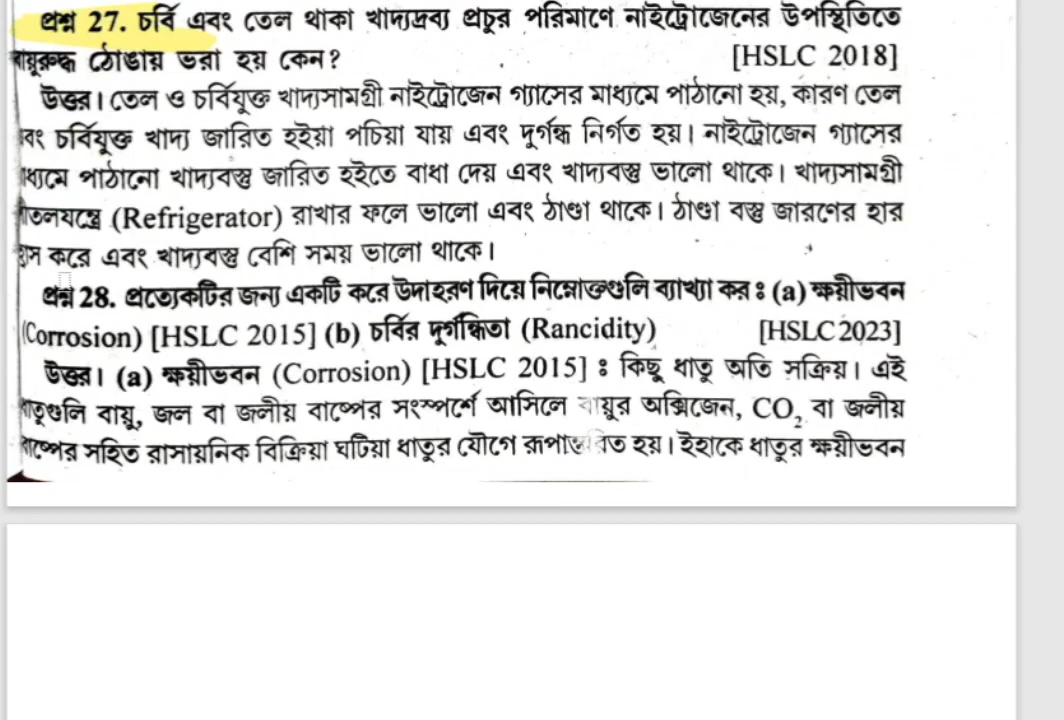 প্রশ্ন 27. চর্বি এবং তেল থাকা খাদ্যদ্রব্য প্রচুর পরিমাণে নাইট্রোজেনের উপস্থিতিতে
বায়ুরুদ্ধ ঠোঙায় ভরা হয় কেন? [HSLC 2018]
উত্তর। তেল ও চর্বিযুক্ত খাদ্যসামগ্রী নাইট্রোজেন গ্যাসের মাধ্যমে পাঠানো হয়, কারণ তেল
এবং চর্বিযুক্ত খাদ্য জারিত হইয়া পচিয়া যায় এবং দুর্গন্ধ নির্গত হয়। নাইট্রোজেন গ্যাসের
মাধ্যমে পাঠানো খাদ্যবস্তু জারিত হইতে বাধা দেয় এবং খাদ্যবস্তু ভালো থাকে। খাদ্যসামগ্রী
শীতলযন্ত্রে (Refrigerator) রাখার ফলে ভালো এবং ঠাণ্ডা থাকে। ঠাণ্ডা বস্তু জারণের হার
হ্রাস করে এবং খাদ্যবস্তু বেশি সময় ভালো থাকে।
প্রশ্ন 28. প্রত্যেকটির জন্য একটি করে উদাহরণ দিয়ে নিম্নোক্তগুলি ব্যাখ্যা কর ঃ (a) ক্ষয়ীভবন
(Corrosion) [HSLC 2015] (b) চর্বির দুর্গন্ধিতা (Rancidity) [HSLC 2023]
উত্তর। (a) ক্ষয়ীভবন (Corrosion) [HSLC 2015] ঃ কিছু ধাতু অতি সক্রিয়। এই
ধাতুগুলি বায়ু, জল বা জলীয় বাষ্পের সংস্পর্শে আসিলে বায়ুর অক্সিজেন, CO₂ বা জলীয়
বাষ্পের সহিত রাসায়নিক বিক্রিয়া ঘটিয়া ধাতুর যৌগে রূপান্তরিত হয়। ইহাকে ধাতুর ক্ষয়ীভবন